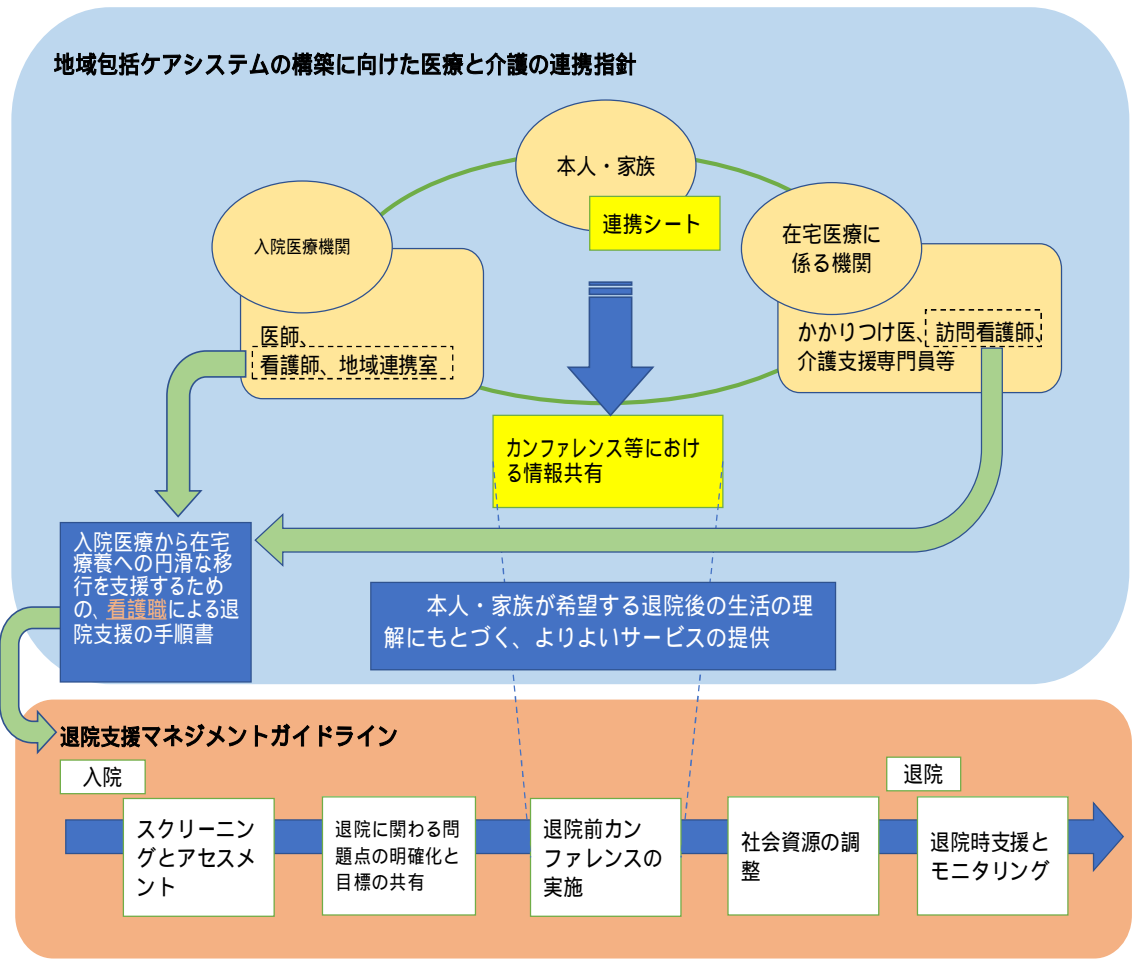 地域包括ケアシステムの構築に向けた医療と介護の連携指針
本人・家族
連携シート
入院医療機関
在宅医療に
係る機関
医師、
看護師、地域連携室
かかりつけ医、訪問看護師、
介護支援専門員等
カンファレンス等におけ
る情報共有
入院医療から在宅
療養への円滑な移
行を支援するため
の、看護職による退
院支援の手順書
本人・家族が希望する退院後の生活の理
解にもとづく、よりよいサービスの提供
退院支援マネジメントガイドライン
入院
退院
スクリーニン
グとアセスメ
ント
退院に関わる問
題点の明確化と
目標の共有
退院前カン
ファレンスの
実施
社会資源の調
整
退院時支援と
モニタリング